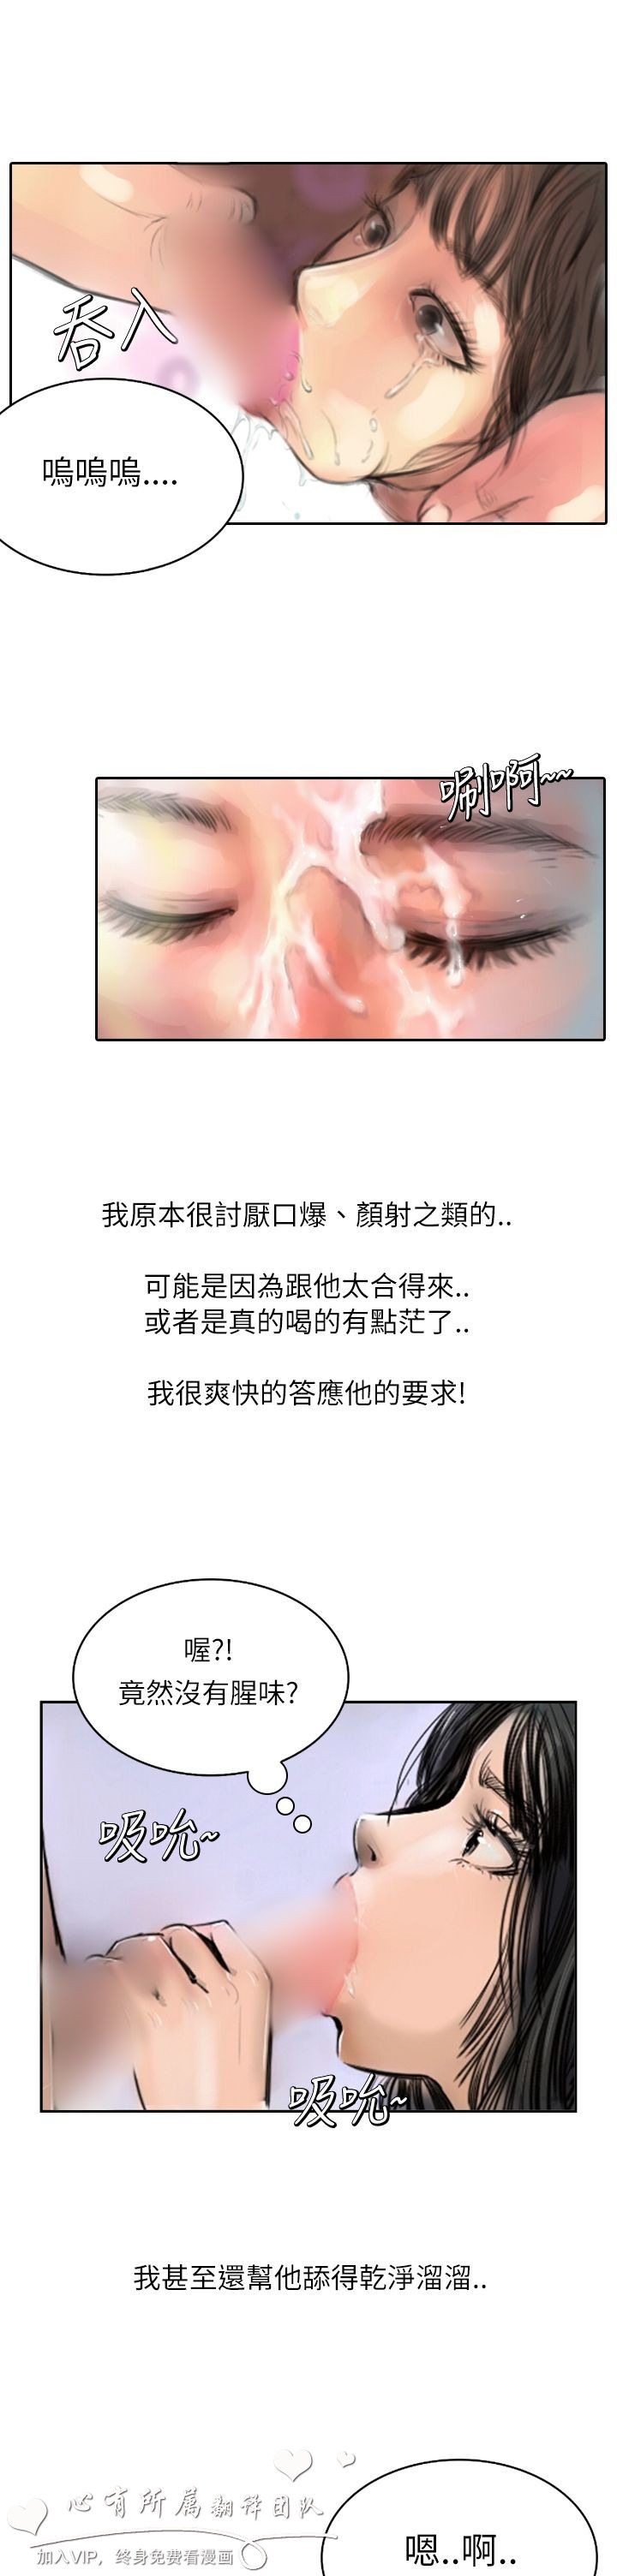 吞入
嗚嗚嗚....
唰啊~~
我原本很討厭口爆、顏射之類的..
可能是因為跟他太合得來..
或者是真的喝的有點茫了..
我很爽快的答應他的要求!
喔?!
竟然沒有腥味?
吸吮~
吸吮~
我甚至還幫他舔得乾淨溜溜..
心有所属翻译团队
加入VIP，终身免费看漫画
嗯..啊..